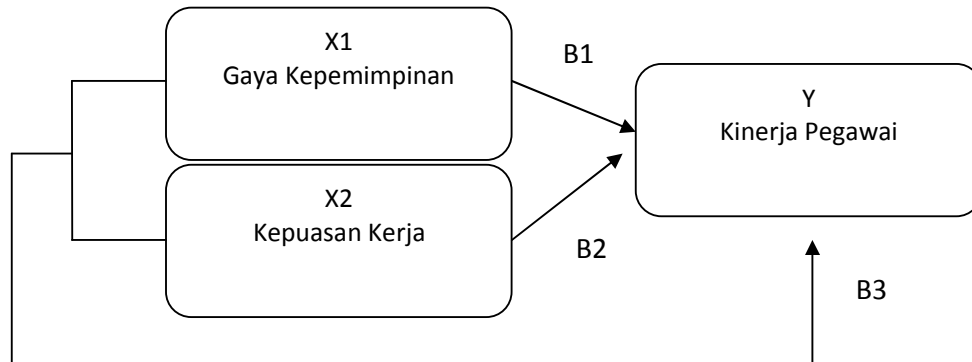 X1
Gaya Kepemimpinan
B1
Y
Kinerja Pegawai
X2
Kepuasan Kerja
B2
B3